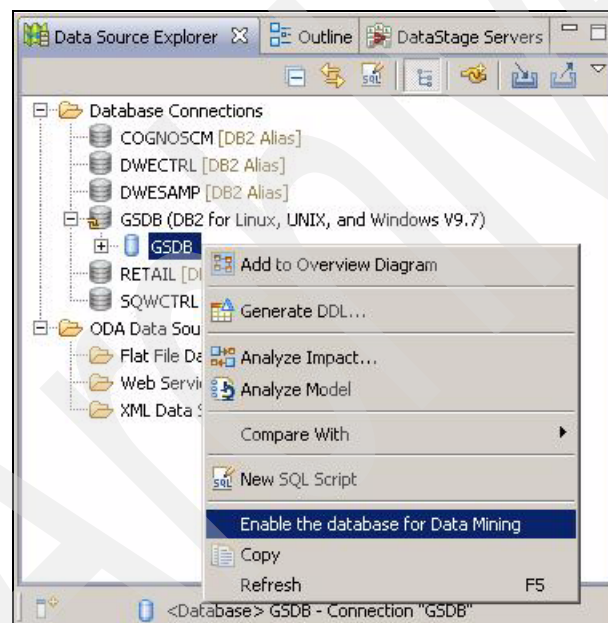 Data Source Explorer Outline DataStage Servers
Database Connections
COGNOSCM [DB2 Alias]
DWECTRL [DB2 Alias]
DWESAMP [DB2 Alias]
GSDB (DB2 for Linux, UNIX, and Windows V9.7)
GSDB
RETAIL
SQWCTRL
ODA Data Sou
Flat File Da
Web Servi
XML Data
Add to Overview Diagram
Generate DDL...
Analyze Impact...
Analyze Model
Compare With
SQL New SQL Script
Enable the database for Data Mining
Copy
Refresh F5
<Database> GSDB - Connection "GSDB"